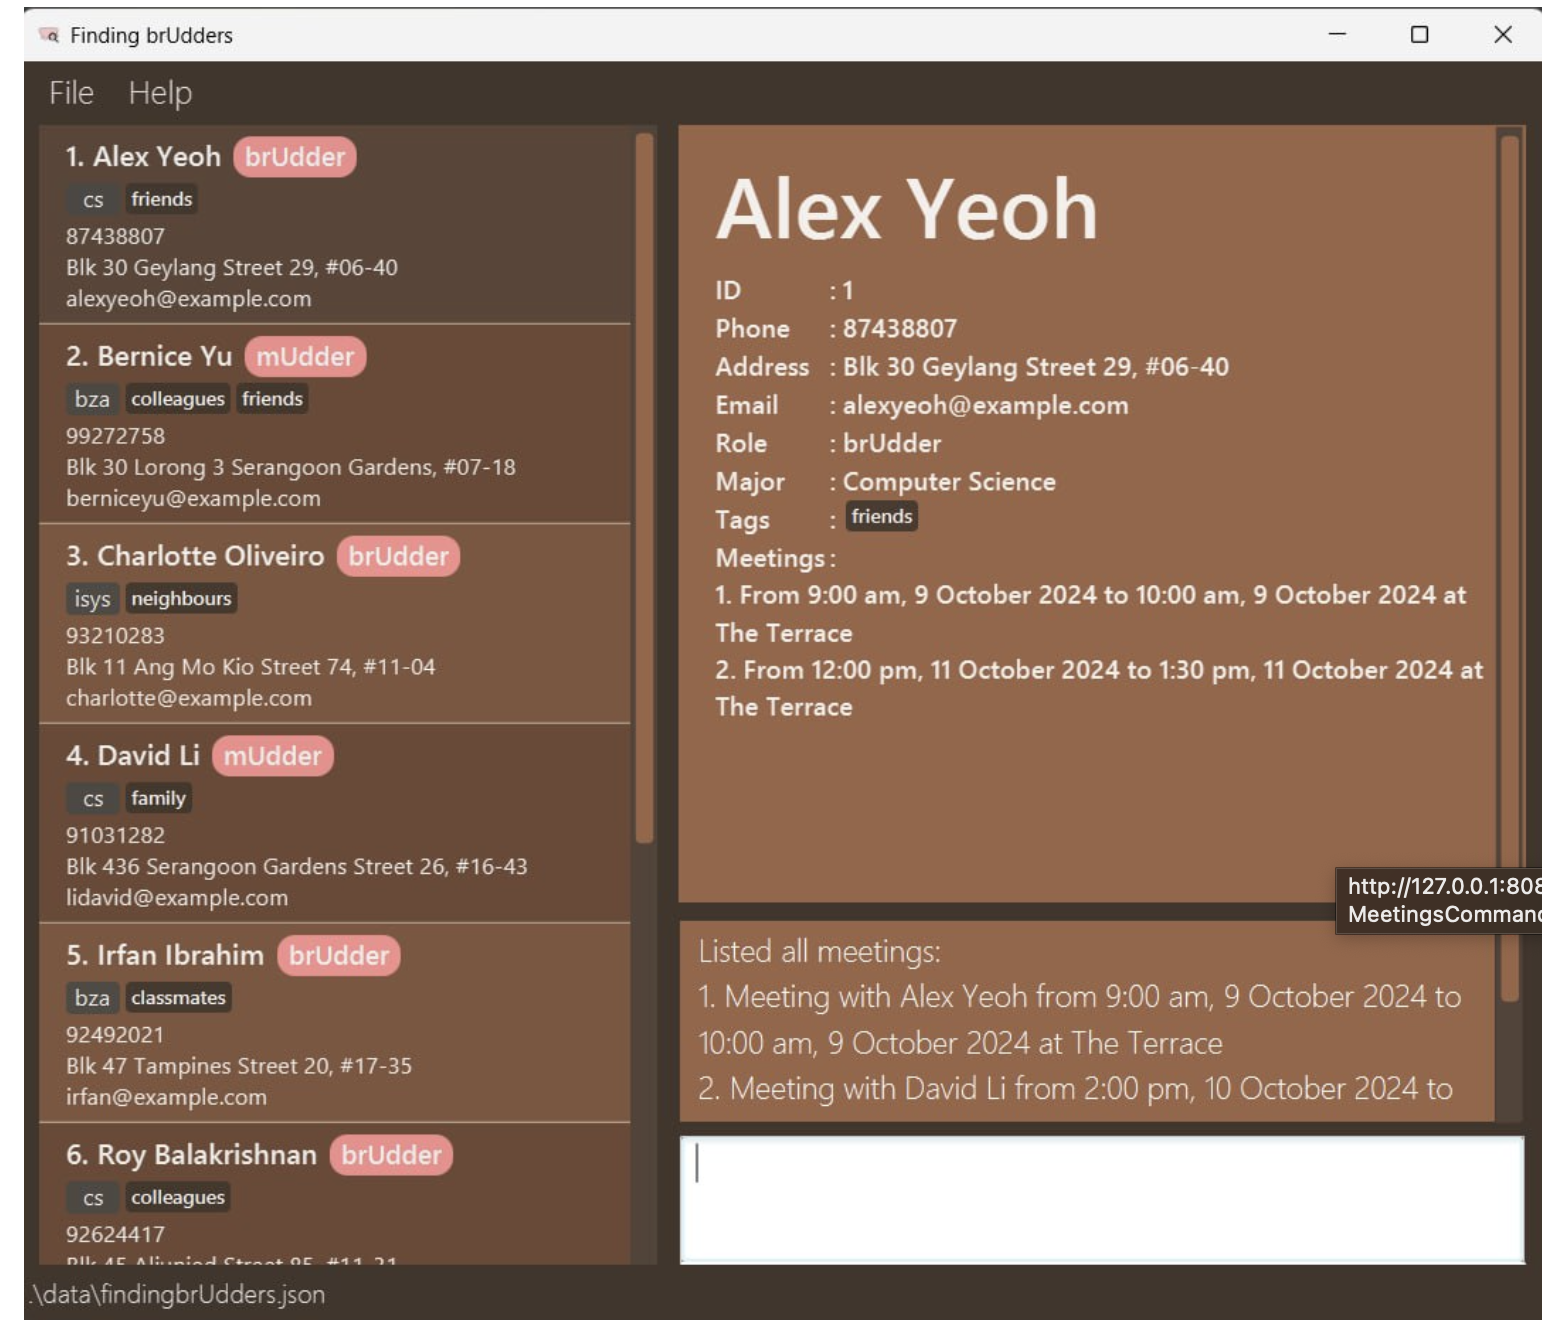 Finding brUdders
File Help
1. Alex Yeoh brUdder
cs friends
87438807
Blk 30 Geylang Street 29, #06-40
alexyeoh@example.com
2. Bernice Yu mUdder
bza colleagues friends
99272758
Blk 30 Lorong 3 Serangoon Gardens, #07-18
berniceyu@example.com
3. Charlotte Oliveiro brUdder
isys neighbours
93210283
Blk 11 Ang Mo Kio Street 74, #11-04
charlotte@example.com
4. David Li mUdder
cs family
91031282
Blk 436 Serangoon Gardens Street 26, #16-43
lidavid@example.com
5. Irfan Ibrahim brUdder
bza classmates
92492021
Blk 47 Tampines Street 20, #17-35
irfan@example.com
6. Roy Balakrishnan brUdder
cs colleagues
92624417
Blk 45 Aljunied Street 85, #11-31
Alex Yeoh
ID : 1
Phone : 87438807
Address : Blk 30 Geylang Street 29, #06-40
Email : alexyeoh@example.com
Role : brUdder
Major : Computer Science
Tags : friends
Meetings :
1. From 9:00 am, 9 October 2024 to 10:00 am, 9 October 2024 at
The Terrace
2. From 12:00 pm, 11 October 2024 to 1:30 pm, 11 October 2024 at
The Terrace
http://127.0.0.1:808
MeetingsComman
Listed all meetings:
1. Meeting with Alex Yeoh from 9:00 am, 9 October 2024 to
10:00 am, 9 October 2024 at The Terrace
2. Meeting with David Li from 2:00 pm, 10 October 2024 to
.\data\findingbrUdders.json